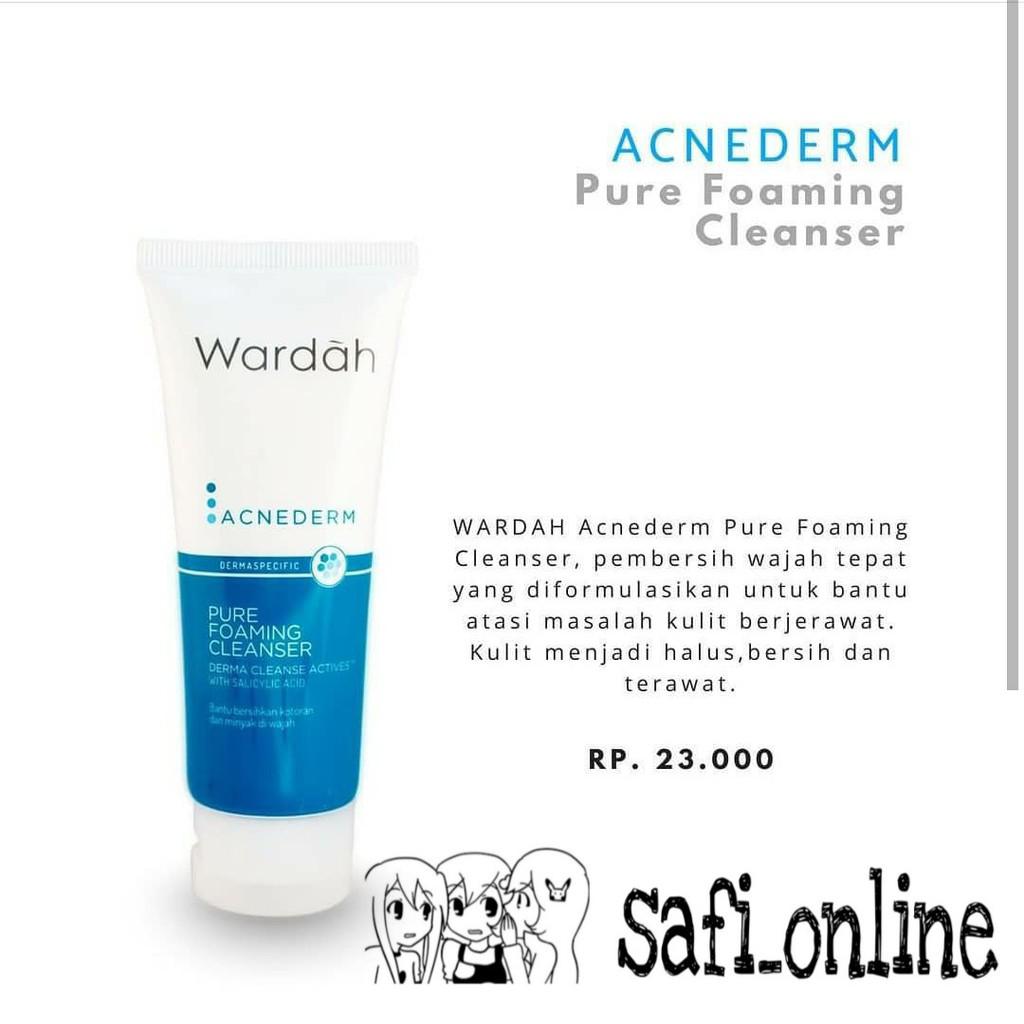 ACNEDERM
Pure Foaming
Cleanser
Wardah
ACNEDERM
DERMASPECIFIC
PURE
FOAMING
CLEANSER
DERMA CLEANSE ACTIVES™
WITH SALICYLIC ACID
Bantu bersihkan kotoran
dan minyak di wajah
WARDAH Acnederm Pure Foaming
Cleanser, pembersih wajah tepat
yang diformulasikan untuk bantu
atasi masalah kulit berjerawat.
Kulit menjadi halus,bersih dan
terawat.
RP. 23.000
safi_online